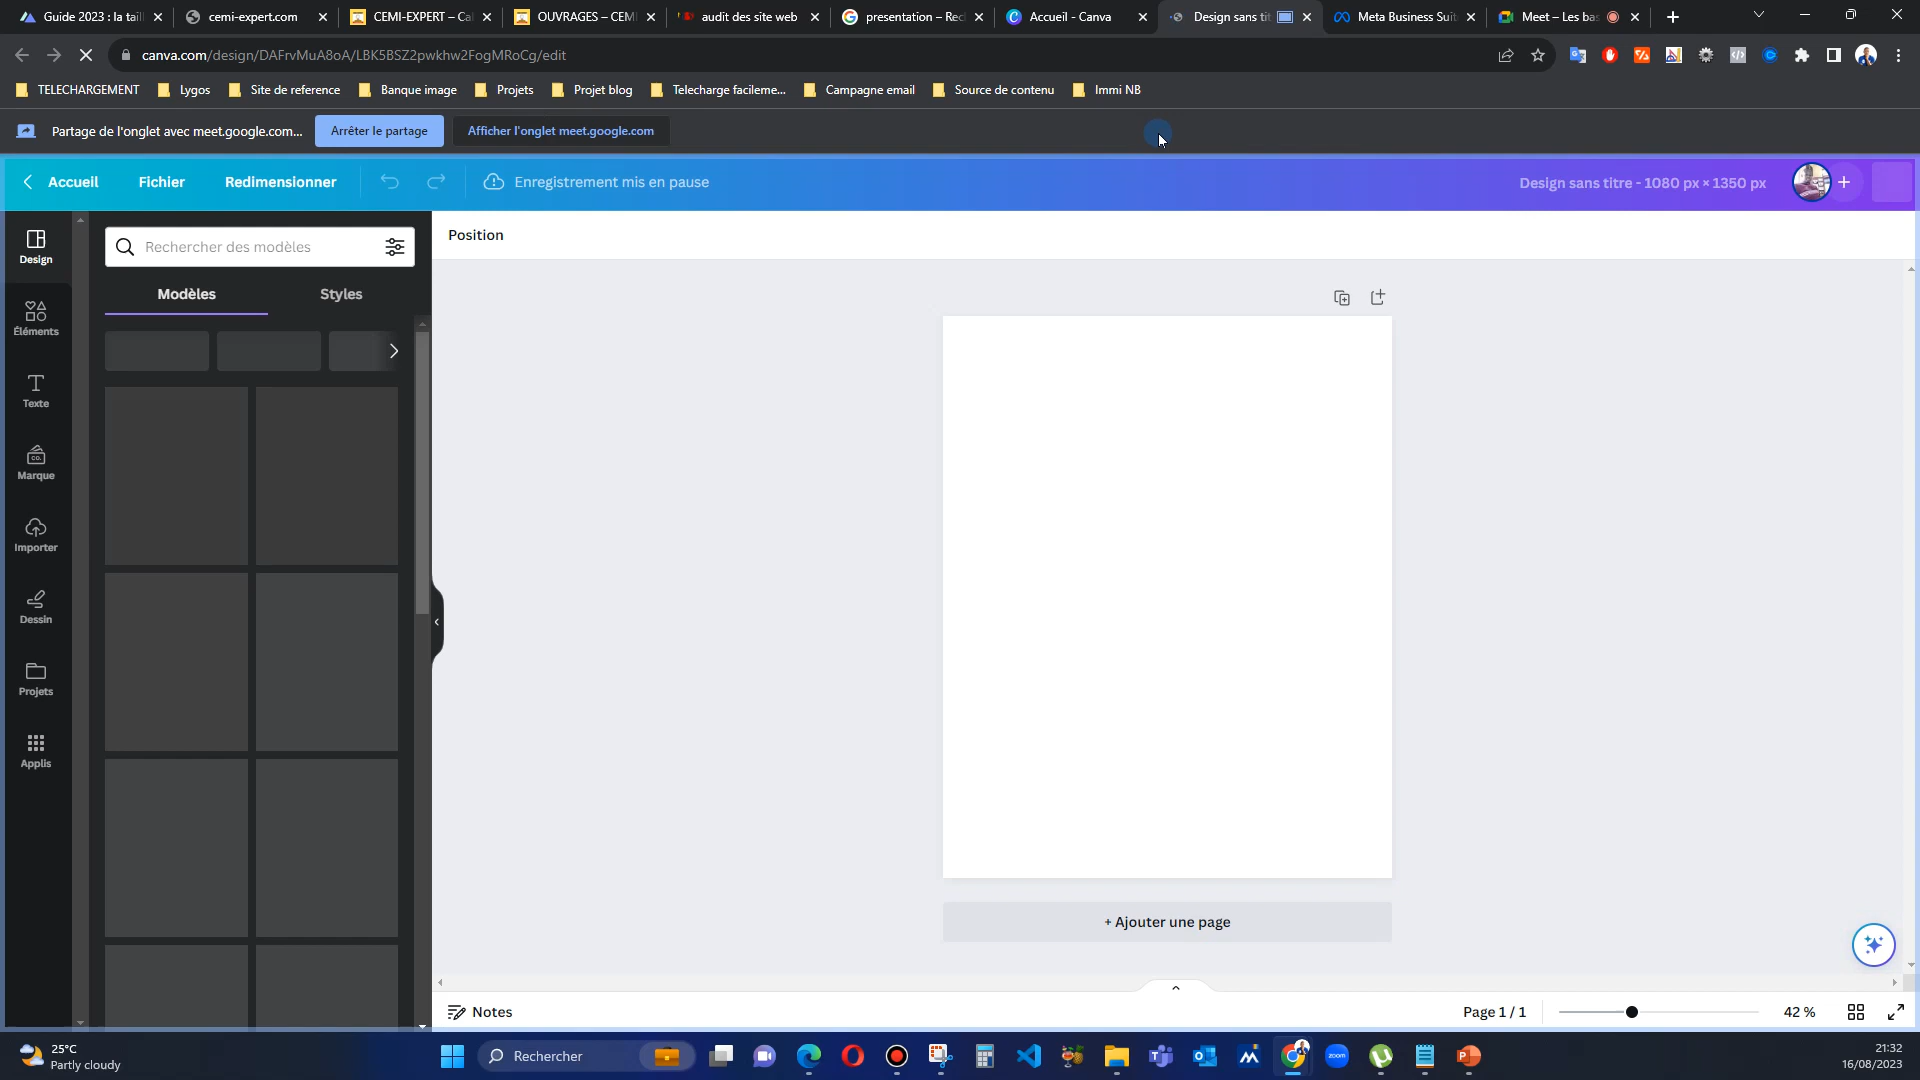 Guide 2023 : la taill
cemi-expert.com
CEMI-EXPERT – Ca
OUVRAGES – CEMI
audit des site web
presentation – Rec
Accueil - Canva
Design sans tit
Meta Business Suit
Meet – Les bas
canva.com/design/DAFrvMuA8oA/LBK5BSZ2pwkhw2FogMRoCg/edit
TELECHARGEMENT
Lygos
Site de reference
Banque image
Projets
Projet blog
Telecharge facileme...
Campagne email
Source de contenu
Immi NB
Partage de l'onglet avec meet.google.com...
Arrêter le partage
Afficher l'onglet meet.google.com
Accueil
Fichier
Redimensionner
Enregistrement mis en pause
Design sans titre - 1080 px × 1350 px
Design
Éléments
Texte
Marque
Importer
Dessin
Projets
Applis
Rechercher des modèles
Modèles
Styles
Position
+ Ajouter une page
Notes
Page 1 / 1
42 %
25°C
Partly cloudy
Rechercher
zoom
21:32
16/08/2023